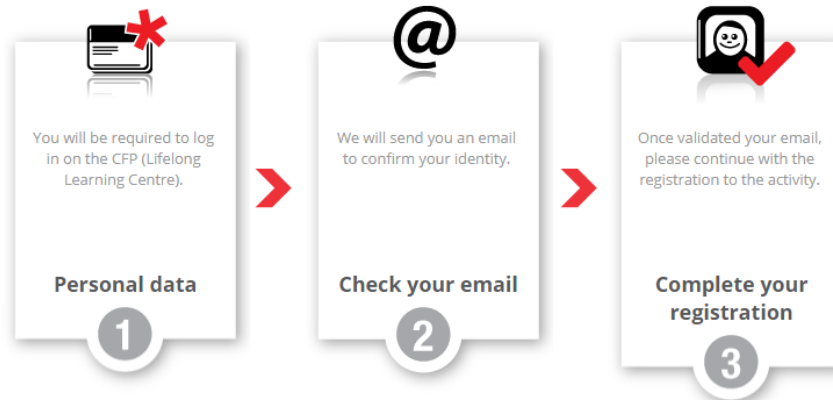 @
You will be required to log
in on the CFP (Lifelong
Learning Centre).
Personal data
1
We will send you an email
to confirm your identity.
Check your email
2
Once validated your email,
please continue with the
registration to the activity.
Complete your
registration
3